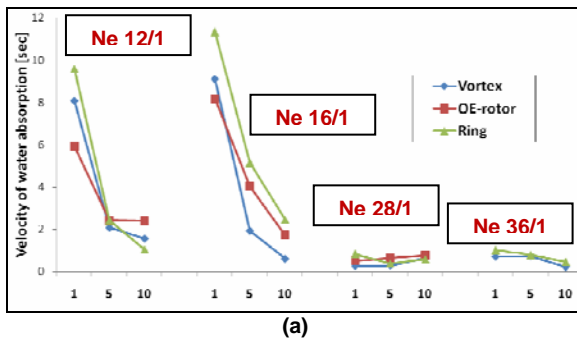 Velocity of water absorption [sec]
12
10
8
6
4
2
0
Ne 12/1
Ne 16/1
Ne 28/1
Ne 36/1
Vortex
OE-rotor
Ring
1 5 10 1 5 10 1 5 10 1 5 10
(a)